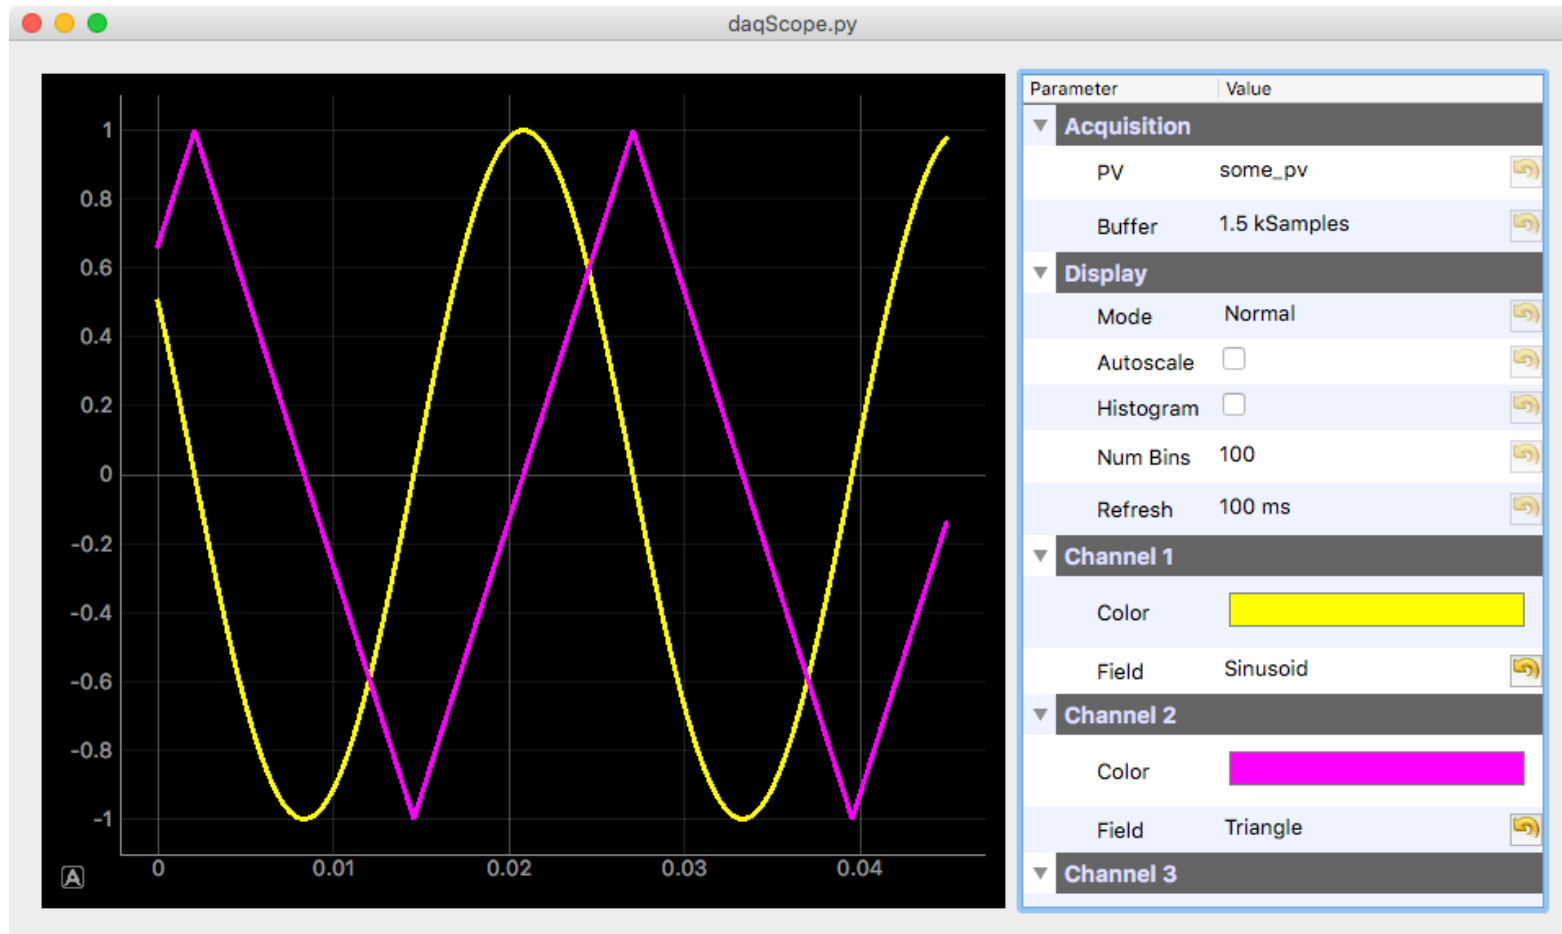 daqScope.py
1
0.8
0.6
0.4
0.2
0
-0.2
-0.4
-0.6
-0.8
-1
A
0 0.01 0.02 0.03 0.04
Parameter Value
Acquisition
PV some_pv
Buffer 1.5 kSamples
Display
Mode Normal
Autoscale
Histogram
Num Bins 100
Refresh 100 ms
Channel 1
Color
Field Sinusoid
Channel 2
Color
Field Triangle
Channel 3